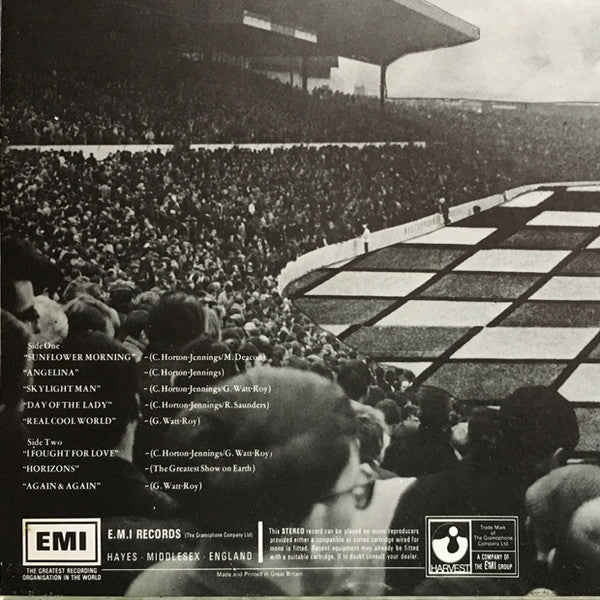 Side One
"SUNFLOWER MORNING" – (C. Horton-Jennings/M. Deacon)
"ANGELINA" – (C. Horton-Jennings)
"SKYLIGHT MAN" – (C. Horton-Jennings/G. Watt-Roy)
"DAY OF THE LADY" – (C. Horton-Jennings/R. Saunders)
"REAL COOL WORLD" – (G. Watt-Roy)
Side Two
"I FOUGHT FOR LOVE" – (C. Horton-Jennings/G. Watt-Roy)
"HORIZONS" – (The Greatest Show on Earth)
"AGAIN & AGAIN" – (G. Watt-Roy)
EMI
THE GREATEST RECORDING
ORGANISATION IN THE WORLD
E.M.I RECORDS (The Gramophone Company Ltd.)
HAYES · MIDDLESEX · ENGLAND
This STEREO record can be played on mono reproducers
provided either a compatible or stereo cartridge wired for
mono is fitted. Recent equipment may already be fitted
with a suitable cartridge. If in doubt consult your dealer.
Made and Printed in Great Britain
HARVEST
Trade Mark
of The Gramophone
Company Ltd.
A COMPANY OF
THE EMI GROUP